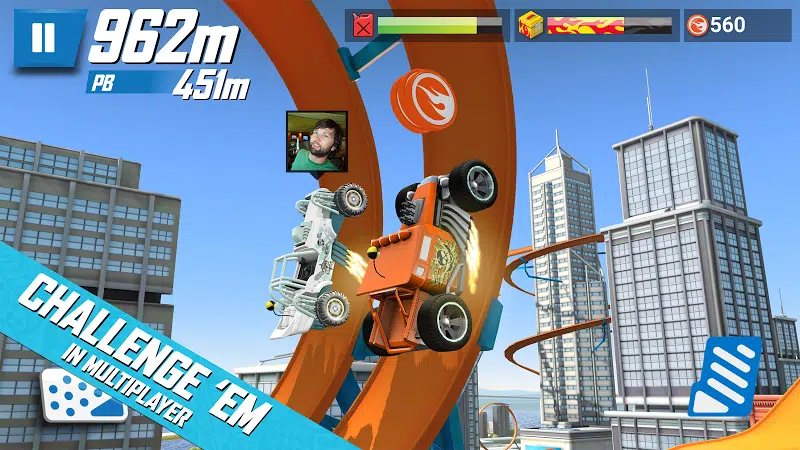 962m
PB 451m
560
CHALLENGE 'EM
IN MULTIPLAYER